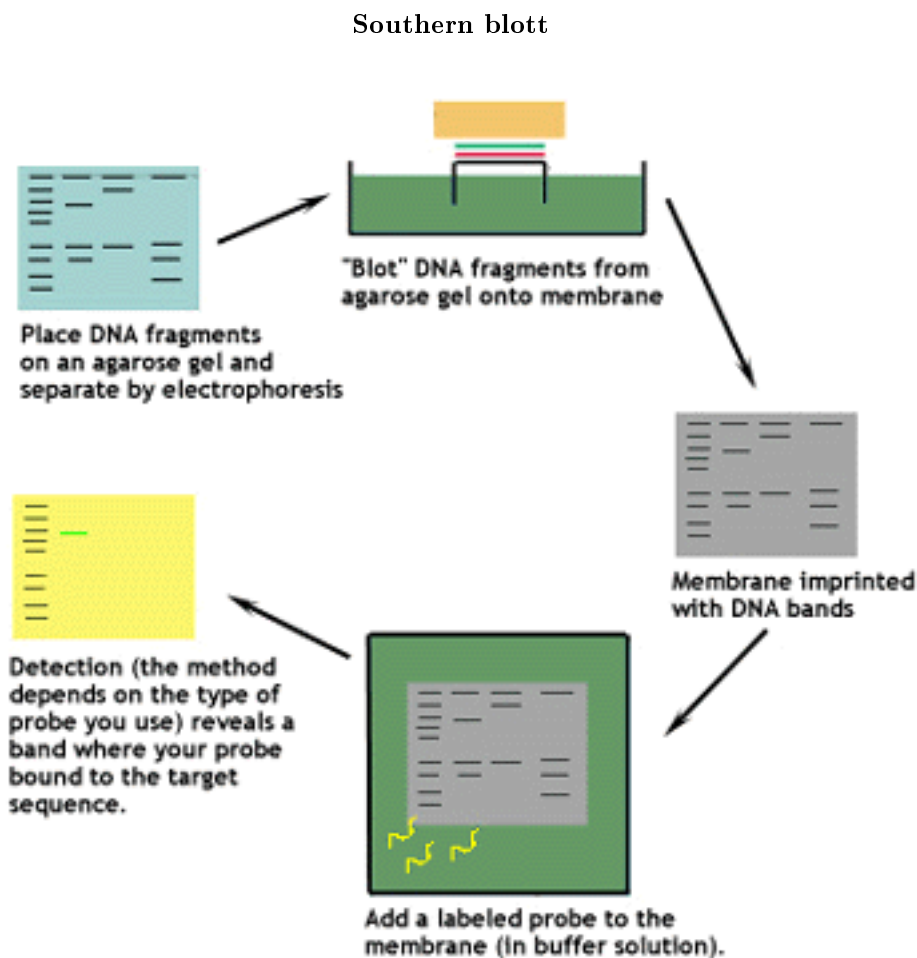 Southern blott
Place DNA fragments
on an agarose gel and
separate by electrophoresis
"Blot" DNA fragments from
agarose gel onto membrane
Membrane imprinted
with DNA bands
Add a labeled probe to the
membrane (in buffer solution).
Detection (the method
depends on the type of
probe you use) reveals a
band where your probe
bound to the target
sequence.